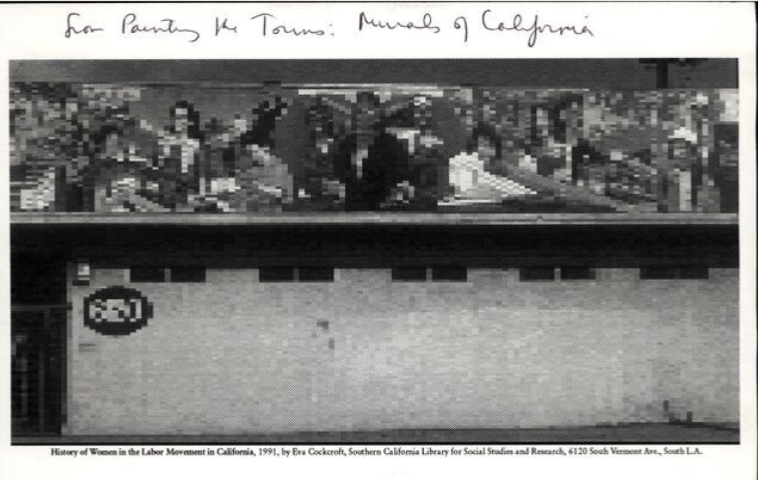 from Painting the Towns: Murals of California
History of Women in the Labor Movement in California, 1991, by Eva Cockcroft, Southern California Library for Social Studies and Research, 6120 South Vermont Ave., South L.A.